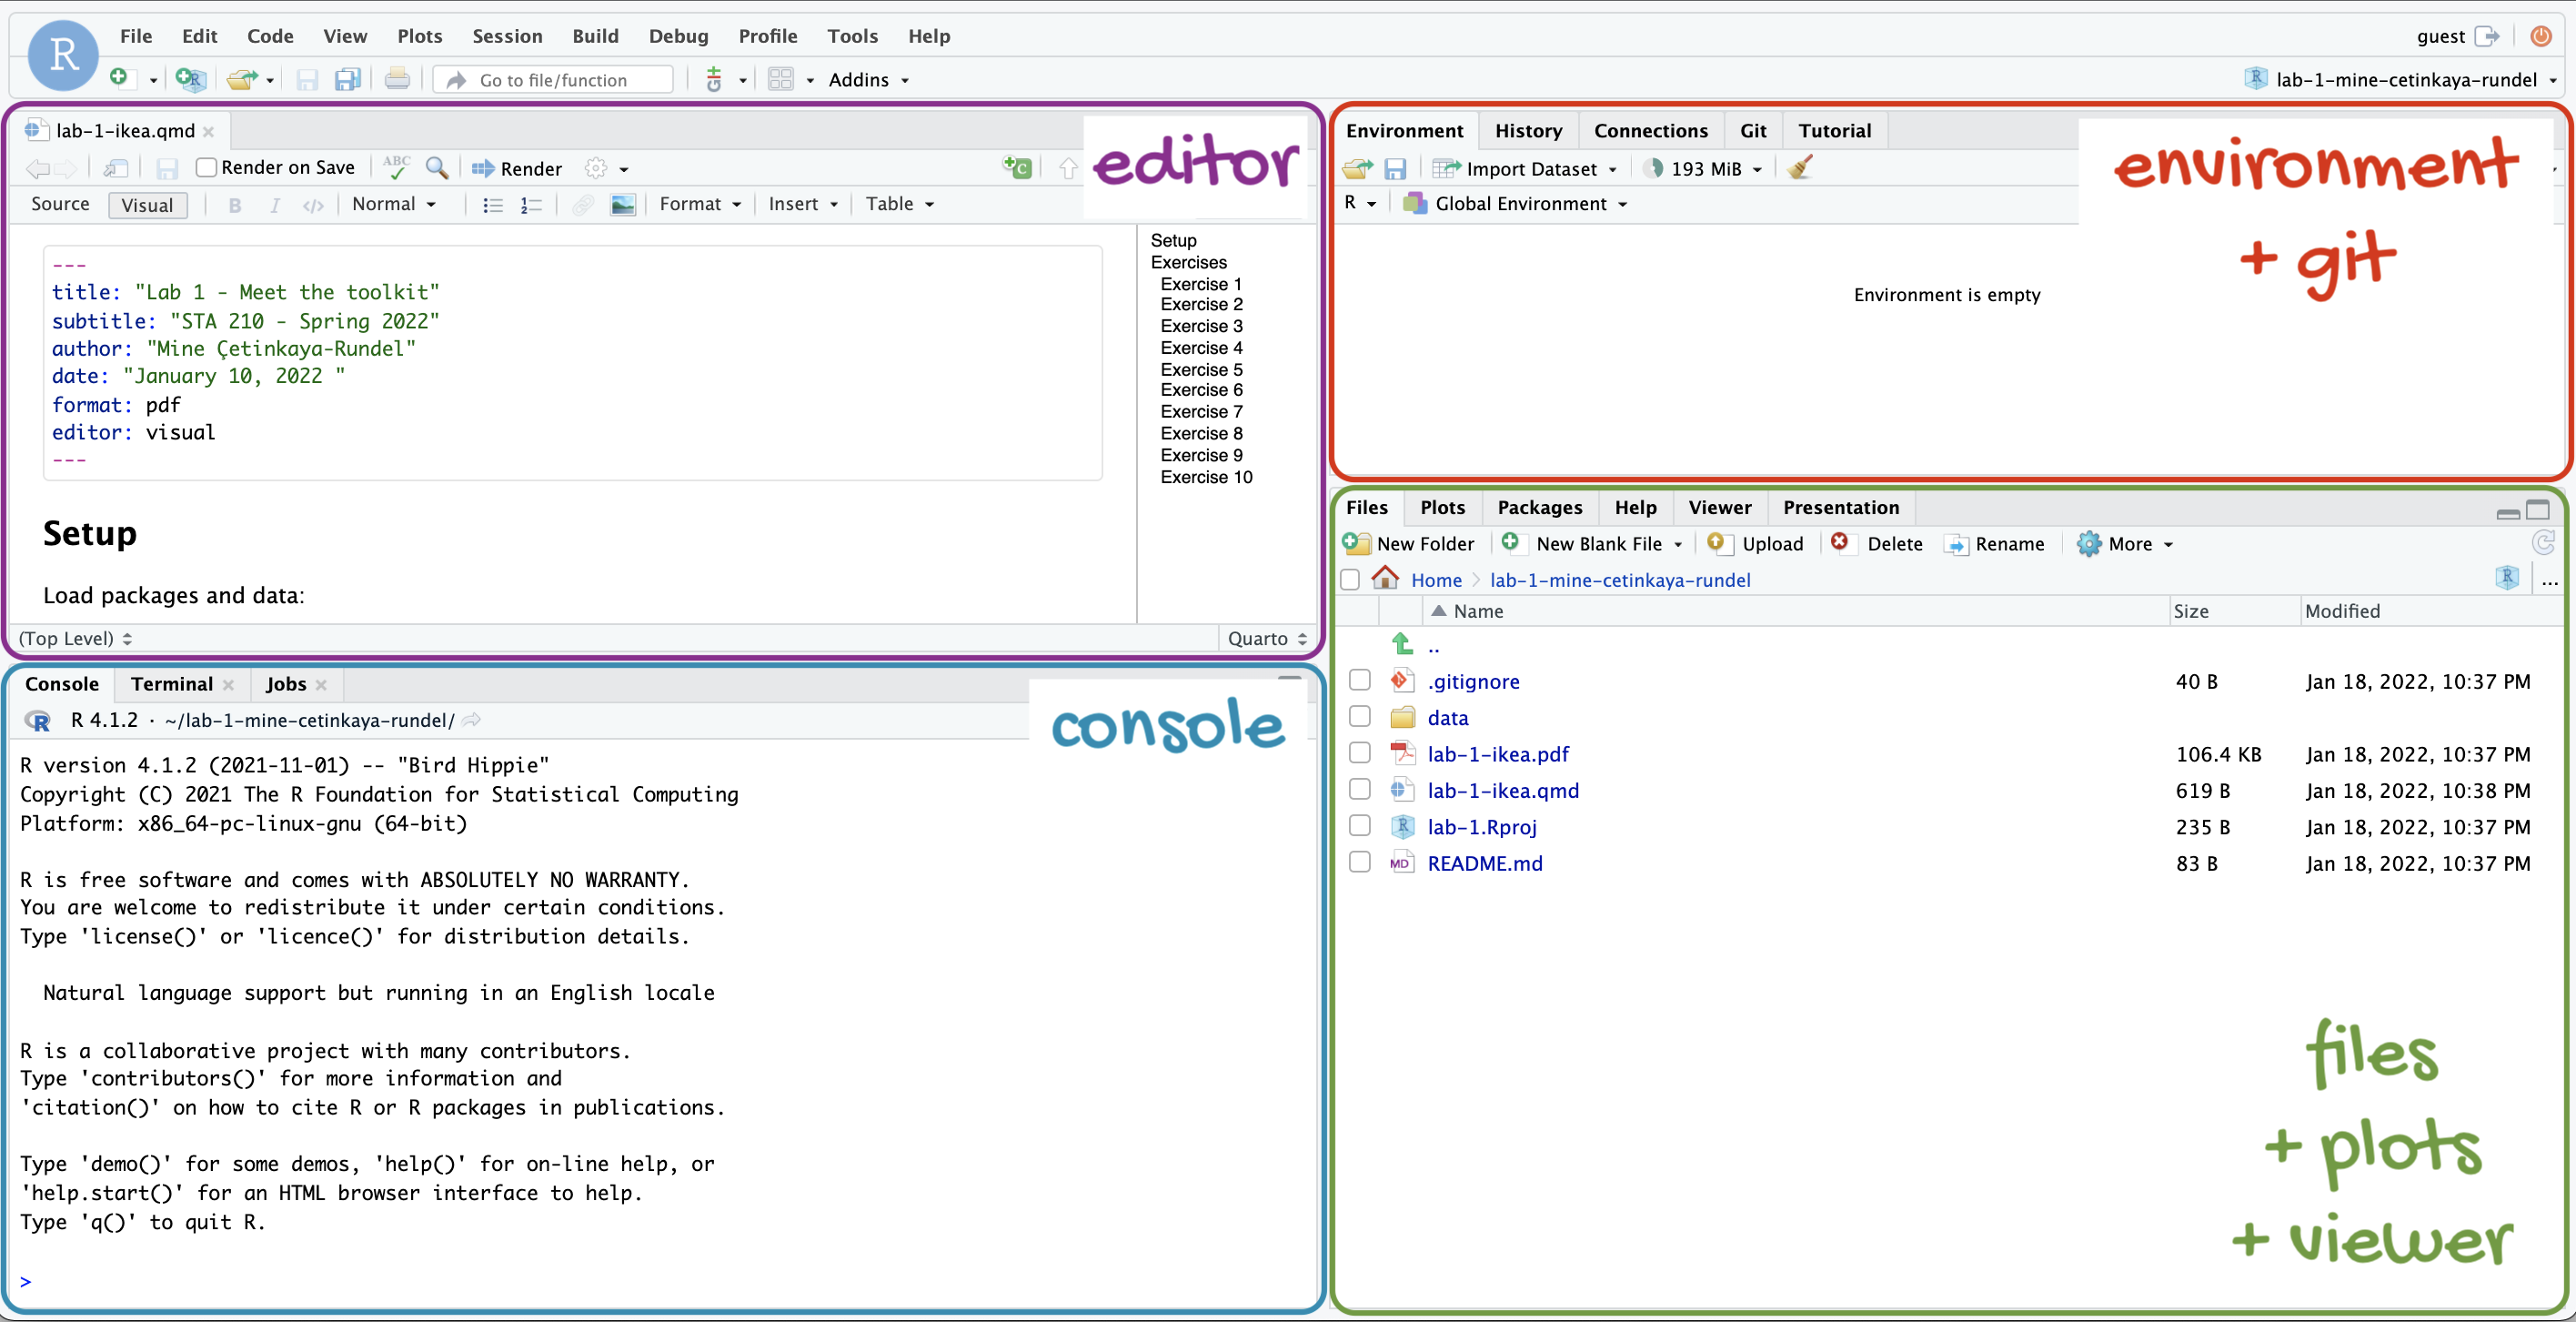 R
File Edit Code View Plots Session Build Debug Profile Tools Help
guest
Go to file/function
Addins
lab-1-mine-cetinkaya-rundel
lab-1-ikea.qmd
editor
Render on Save
ABC
Render
Source Visual B I </> Normal Format Insert Table
---
title: "Lab 1 - Meet the toolkit"
subtitle: "STA 210 - Spring 2022"
author: "Mine Çetinkaya-Rundel"
date: "January 10, 2022 "
format: pdf
editor: visual
---
Setup
Load packages and data:
(Top Level)
Quarto
Setup
Exercises
Exercise 1
Exercise 2
Exercise 3
Exercise 4
Exercise 5
Exercise 6
Exercise 7
Exercise 8
Exercise 9
Exercise 10
Console Terminal Jobs
console
R 4.1.2 · ~/lab-1-mine-cetinkaya-rundel/
R version 4.1.2 (2021-11-01) -- "Bird Hippie"
Copyright (C) 2021 The R Foundation for Statistical Computing
Platform: x86_64-pc-linux-gnu (64-bit)
R is free software and comes with ABSOLUTELY NO WARRANTY.
You are welcome to redistribute it under certain conditions.
Type 'license()' or 'licence()' for distribution details.
Natural language support but running in an English locale
R is a collaborative project with many contributors.
Type 'contributors()' for more information and
'citation()' on how to cite R or R packages in publications.
Type 'demo()' for some demos, 'help()' for on-line help, or
'help.start()' for an HTML browser interface to help.
Type 'q()' to quit R.
>
Environment History Connections Git Tutorial
Import Dataset 193 MiB
R Global Environment
environment
+ git
Environment is empty
Files Plots Packages Help Viewer Presentation
New Folder New Blank File Upload Delete Rename More
Home lab-1-mine-cetinkaya-rundel ...
Name Size Modified
..
.gitignore 40 B Jan 18, 2022, 10:37 PM
data
lab-1-ikea.pdf 106.4 KB Jan 18, 2022, 10:37 PM
lab-1-ikea.qmd 619 B Jan 18, 2022, 10:38 PM
lab-1.Rproj 235 B Jan 18, 2022, 10:37 PM
README.md 83 B Jan 18, 2022, 10:37 PM
files
+ plots
+ viewer